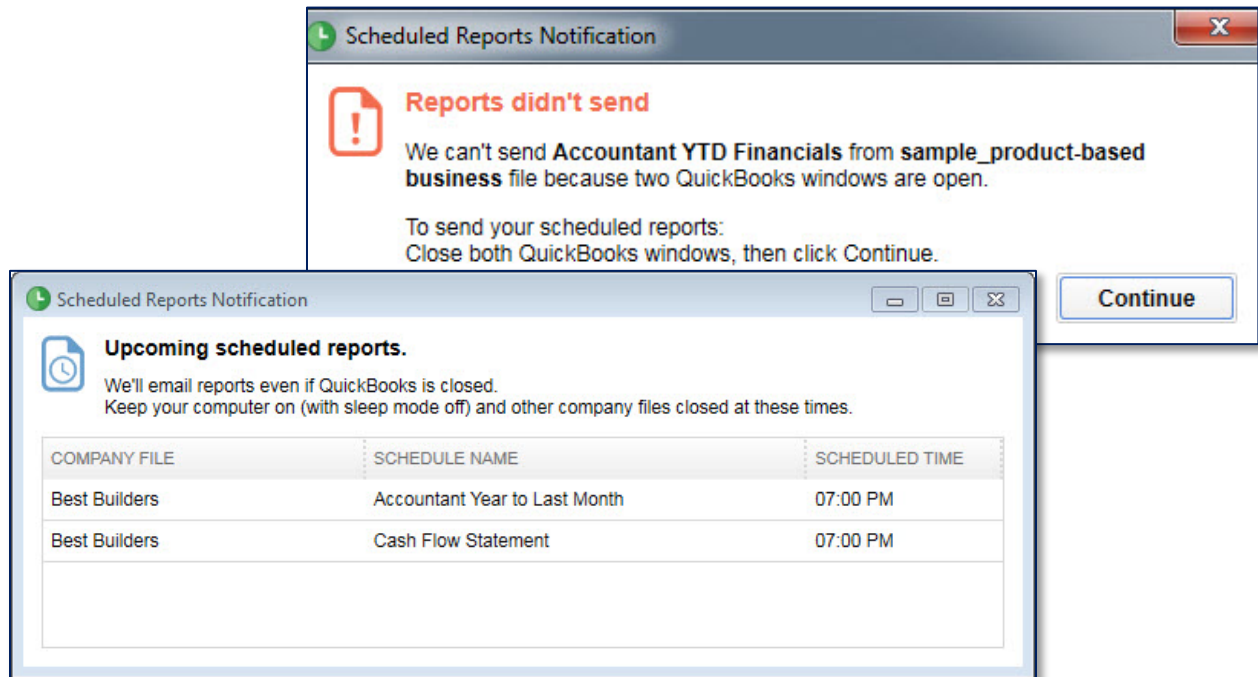 Scheduled Reports Notification
Reports didn't send
We can't send Accountant YTD Financials from sample_product-based
business file because two QuickBooks windows are open.
To send your scheduled reports:
Close both QuickBooks windows, then click Continue.
Continue
Scheduled Reports Notification
Upcoming scheduled reports.
We'll email reports even if QuickBooks is closed.
Keep your computer on (with sleep mode off) and other company files closed at these times.
COMPANY FILE SCHEDULE NAME SCHEDULED TIME
Best Builders Accountant Year to Last Month 07:00 PM
Best Builders Cash Flow Statement 07:00 PM